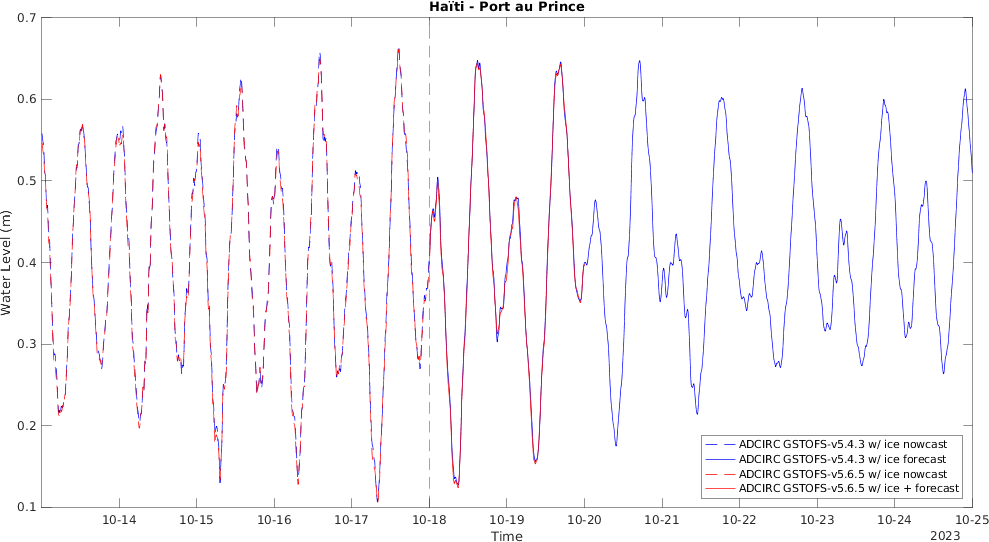 Haïti - Port au Prince
0.7
0.6
0.5
0.4
0.3
0.2
0.1
Water Level (m)
ADCIRC GSTOFS-v5.4.3 w/ ice nowcast
ADCIRC GSTOFS-v5.4.3 w/ ice forecast
ADCIRC GSTOFS-v5.6.5 w/ ice nowcast
ADCIRC GSTOFS-v5.6.5 w/ ice + forecast
10-14 10-15 10-16 10-17 10-18 10-19 10-20 10-21 10-22 10-23 10-24 10-25
Time
2023